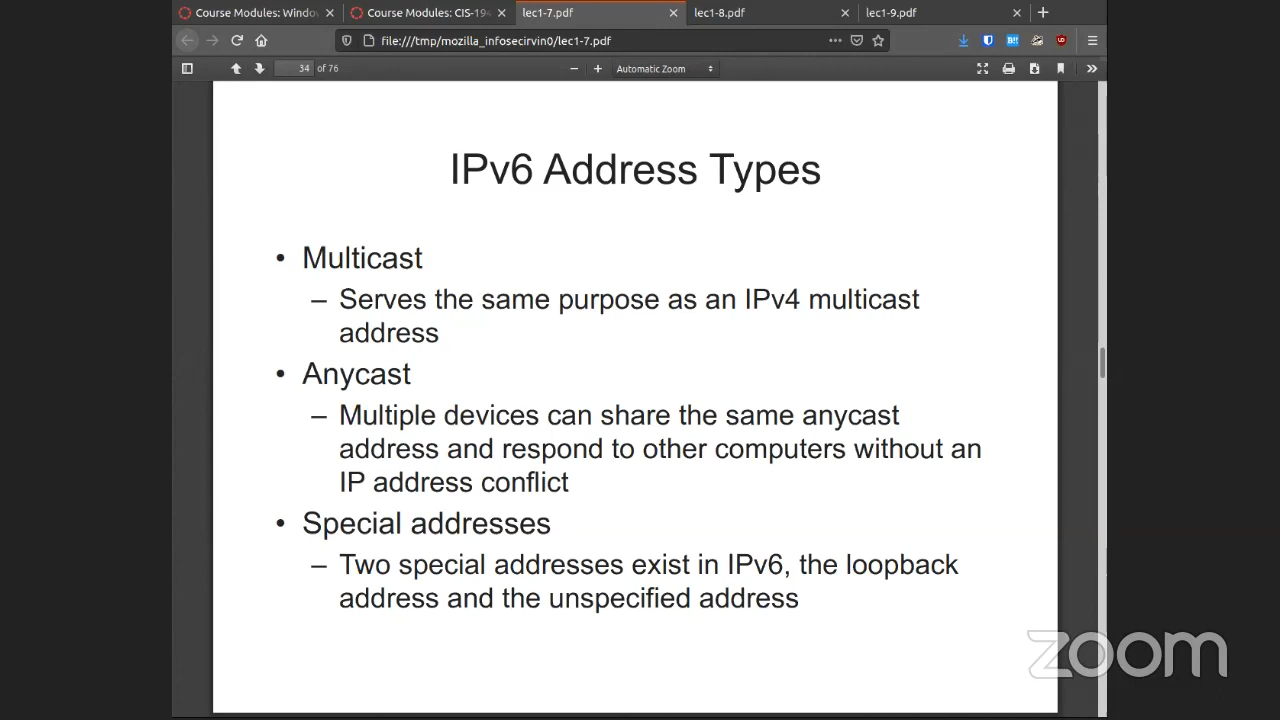 Course Modules: Windo
Course Modules: CIS-19
lec1-7.pdf
lec1-8.pdf
lec1-9.pdf
file:///tmp/mozilla_infosecirvin0/lec1-7.pdf
34 of 76
Automatic Zoom
IPv6 Address Types
• Multicast
– Serves the same purpose as an IPv4 multicast
address
• Anycast
– Multiple devices can share the same anycast
address and respond to other computers without an
IP address conflict
• Special addresses
– Two special addresses exist in IPv6, the loopback
address and the unspecified address
zoom